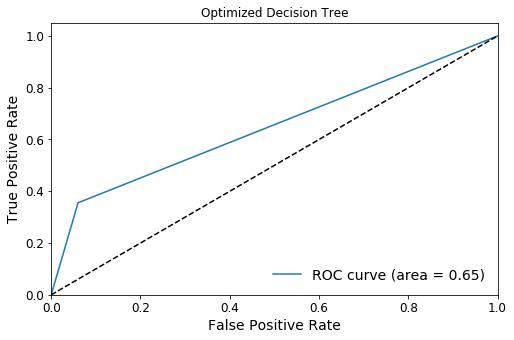 Optimized Decision Tree
True Positive Rate
1.0
0.8
0.6
0.4
0.2
0.0
ROC curve (area = 0.65)
0.0 0.2 0.4 0.6 0.8 1.0
False Positive Rate